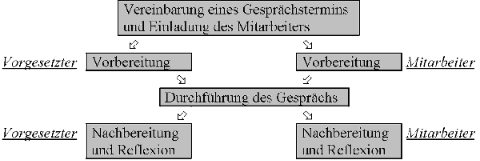 Vereinbarung eines Gesprächstermins
und Einladung des Mitarbeiters
Vorgesetzter Vorbereitung Vorbereitung Mitarbeiter
Durchführung des Gesprächs
Vorgesetzter Nachbereitung Nachbereitung Mitarbeiter
und Reflexion und Reflexion